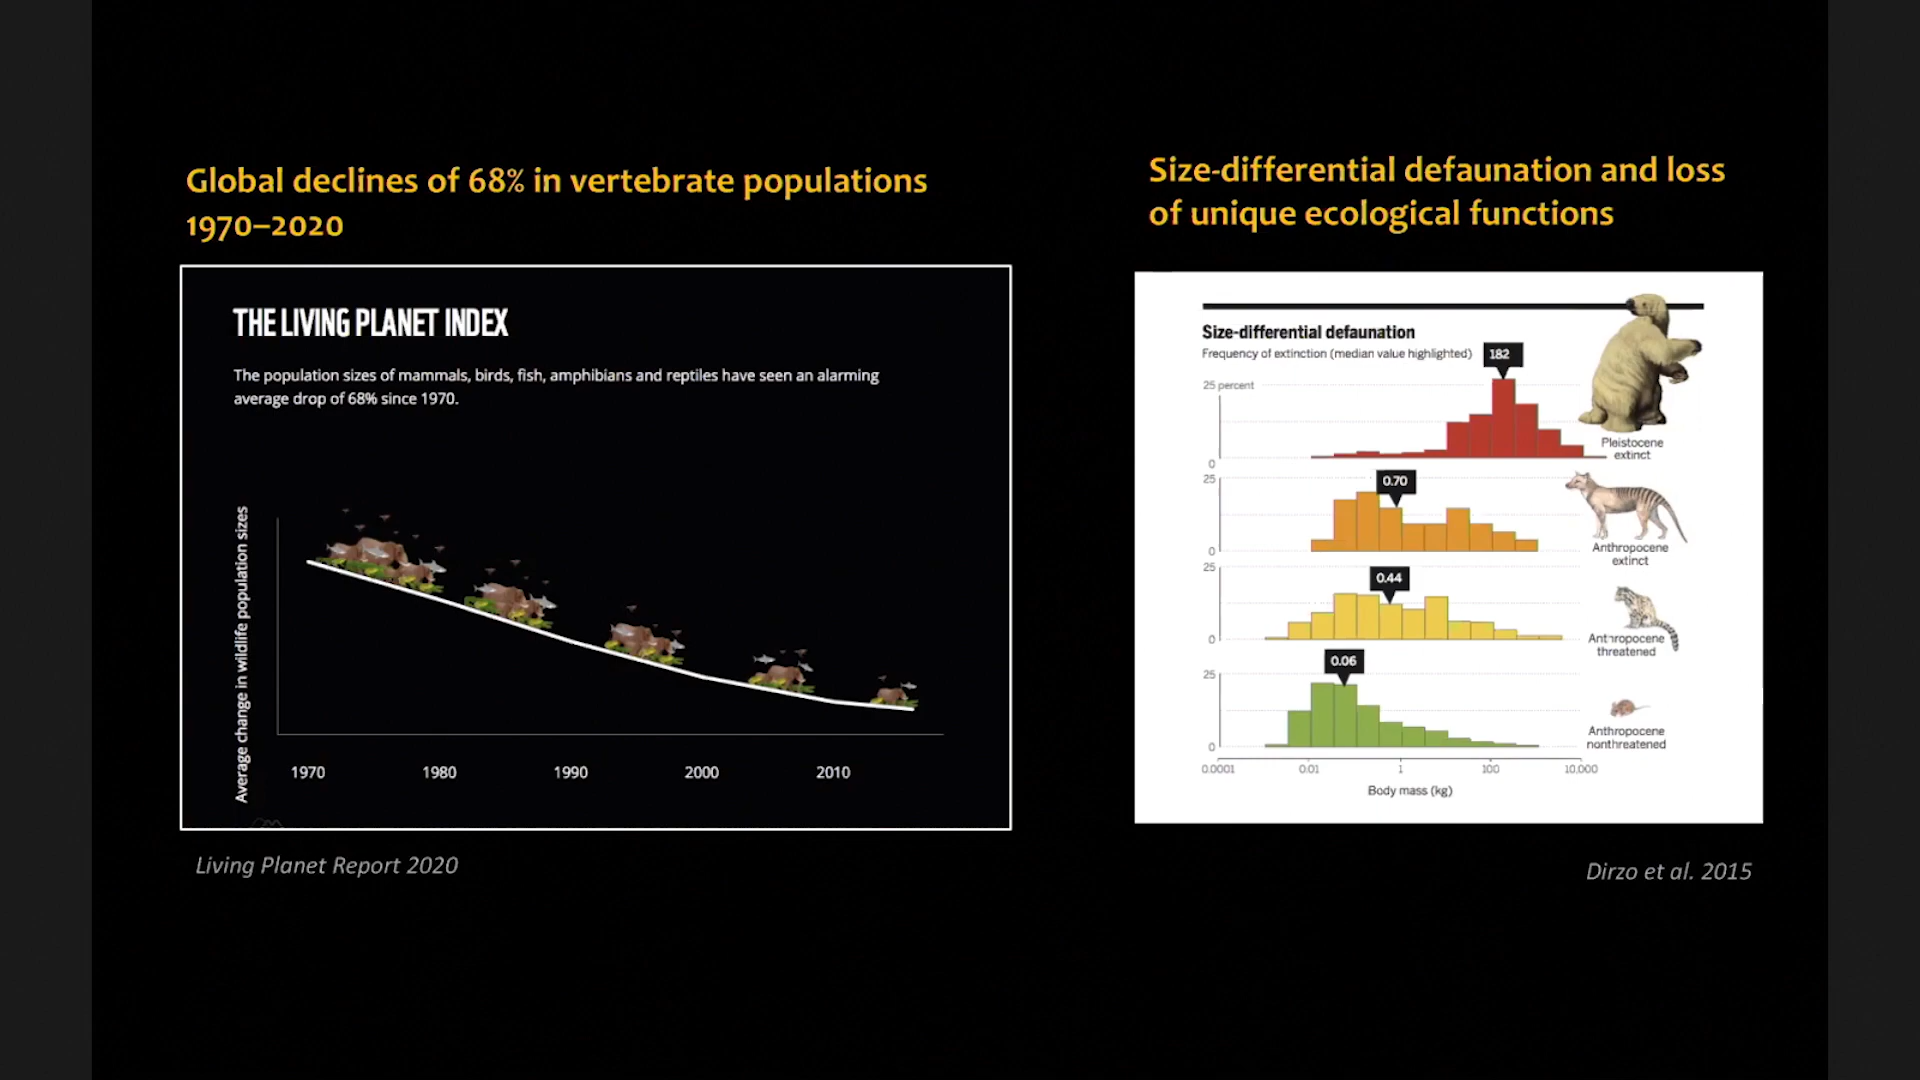 Global declines of 68% in vertebrate populations
1970–2020
THE LIVING PLANET INDEX
The population sizes of mammals, birds, fish, amphibians and reptiles have seen an alarming
average drop of 68% since 1970.
Average change in wildlife population sizes
1970 1980 1990 2000 2010
Living Planet Report 2020
Size-differential defaunation and loss
of unique ecological functions
Size-differential defaunation
Frequency of extinction (median value highlighted)
182
25 percent
0
Pleistocene
extinct
25
0.70
0
Anthropocene
extinct
25
0.44
0
Anthropocene
threatened
25
0.06
0
Anthropocene
nonthreatened
0.0001 0.01 1 100 10,000
Body mass (kg)
Dirzo et al. 2015